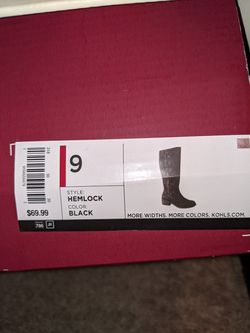 9
STYLE:
HEMLOCK
COLOR:
BLACK
$69.99
MORE WIDTHS. MORE COLORS. KOHLS.COM